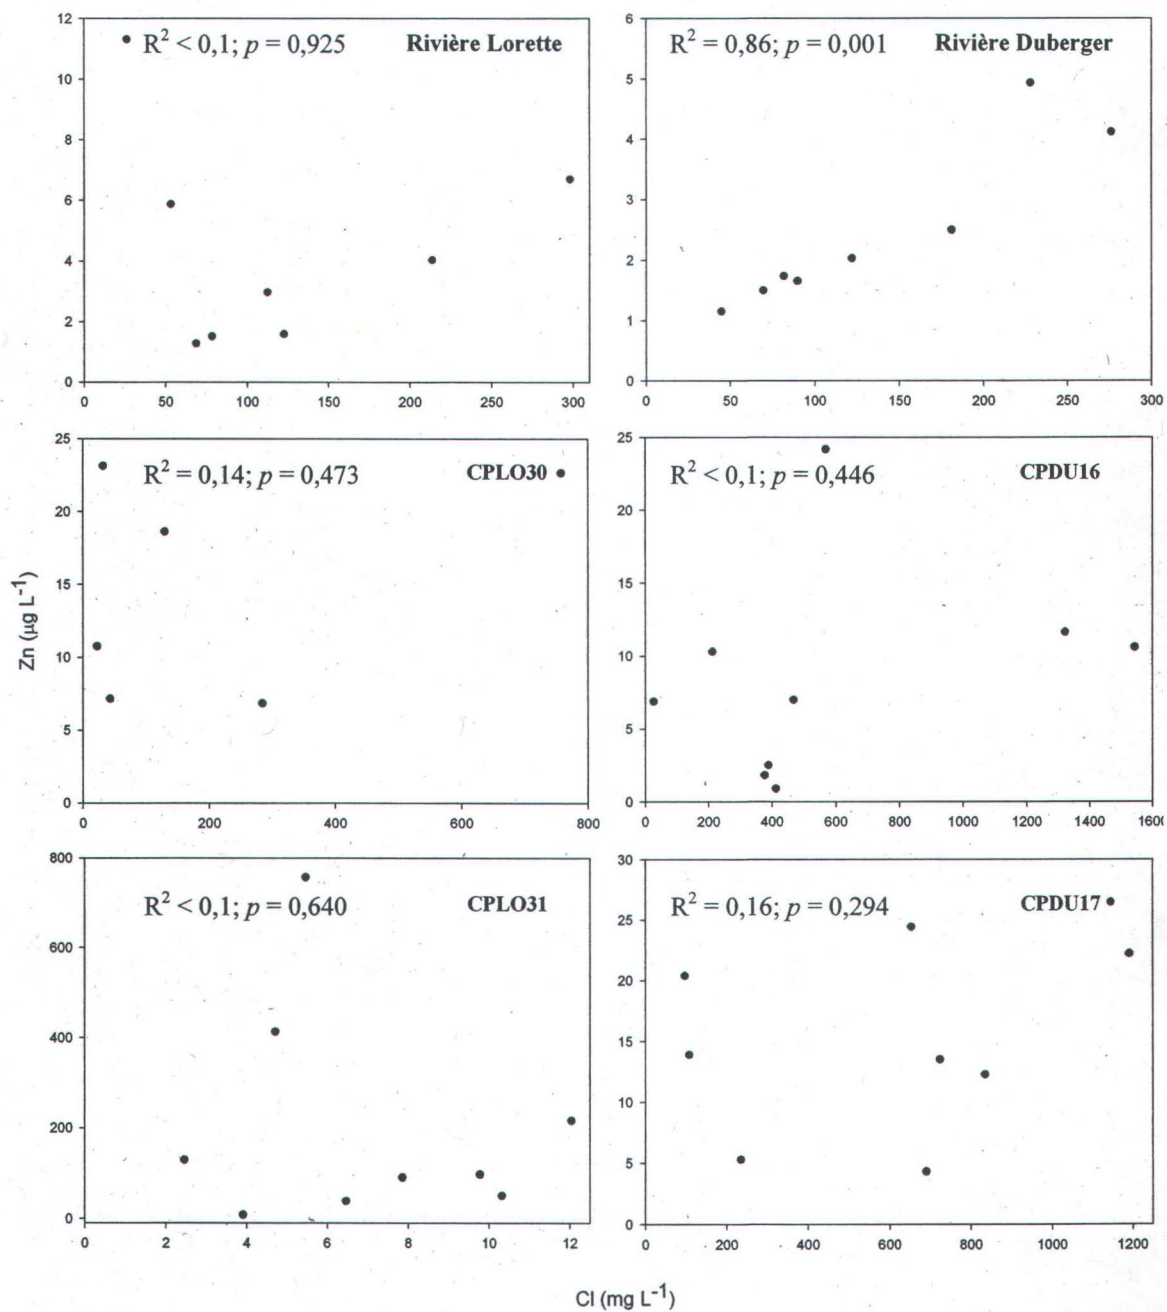 R² < 0,1; p = 0,925 Rivière Lorette
12
10
8
6
4
2
0
0 50 100 150 200 250 300
R² = 0,86; p = 0,001 Rivière Duberger
6
5
4
3
2
1
0
0 50 100 150 200 250 300
R² = 0,14; p = 0,473 CPLO30
25
20
15
10
5
0
0 200 400 600 800
R² < 0,1; p = 0,446 CPDU16
25
20
15
10
5
0
0 200 400 600 800 1000 1200 1400 1600
R² < 0,1; p = 0,640 CPLO31
800
600
400
200
0
0 2 4 6 8 10 12
R² = 0,16; p = 0,294 CPDU17
30
25
20
15
10
5
0
0 200 400 600 800 1000 1200
Zn (µg L⁻¹)
Cl (mg L⁻¹)